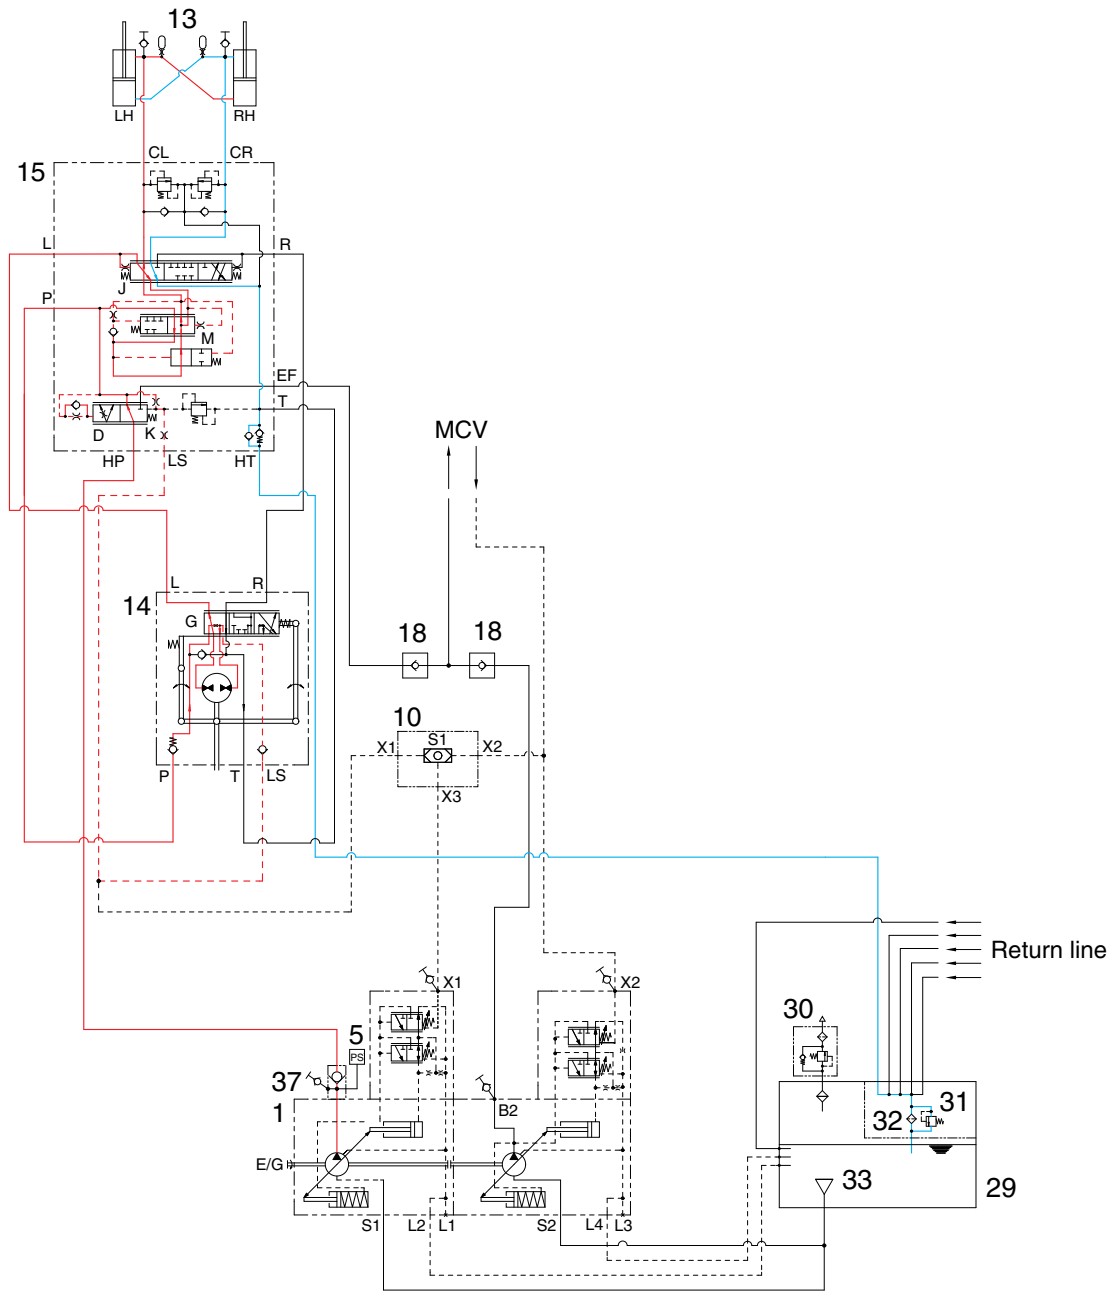 13
LH
RH
CL
CR
15
L
R
J
P
M
EF
T
D
K
HP
LS
HT
MCV
L
R
14
G
18
18
10
S1
X1
X2
P
T
LS
X3
Return line
X1
X2
30
5
PS
37
1
B2
31
32
E/G
33
29
S1
L2
L1
S2
L4
L3